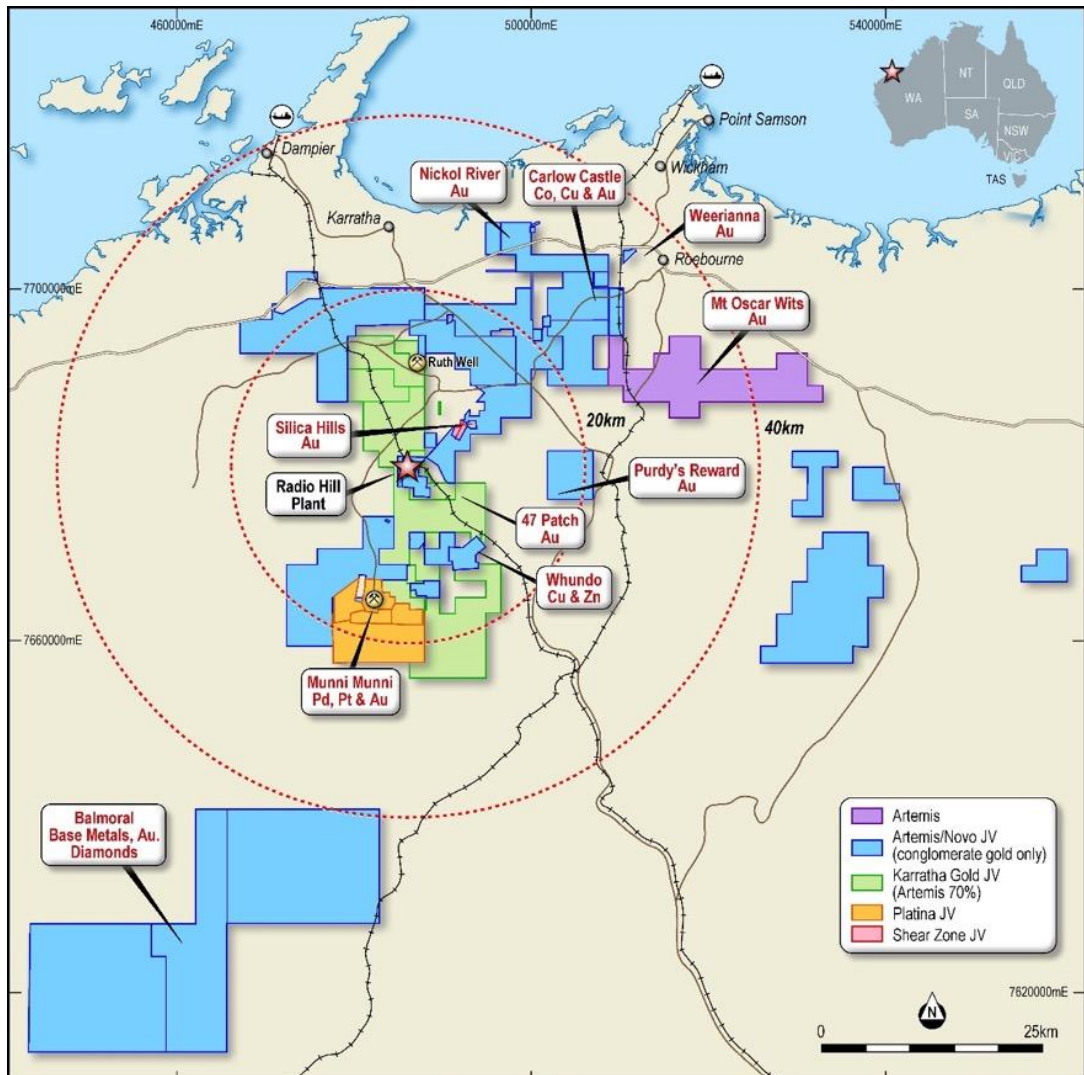 460000mE
500000mE
540000mE
WA
NT
QLD
SA
NSW
VIC
TAS
Point Samson
Dampier
Wickham
Nickol River
Au
Carlow Castle
Co, Cu & Au
Weerianna
Au
Karratha
Roebourne
7700000mE
Mt Oscar Wits
Au
Ruth Well
Silica Hills
Au
20km
40km
Radio Hill
Plant
Purdy's Reward
Au
47 Patch
Au
Whundo
Cu & Zn
7660000mE
Munni Munni
Pd, Pt & Au
Balmoral
Base Metals, Au.
Diamonds
Artemis
Artemis/Novo JV
(conglomerate gold only)
Karratha Gold JV
(Artemis 70%)
Platina JV
Shear Zone JV
7620000mE
N
0
25km